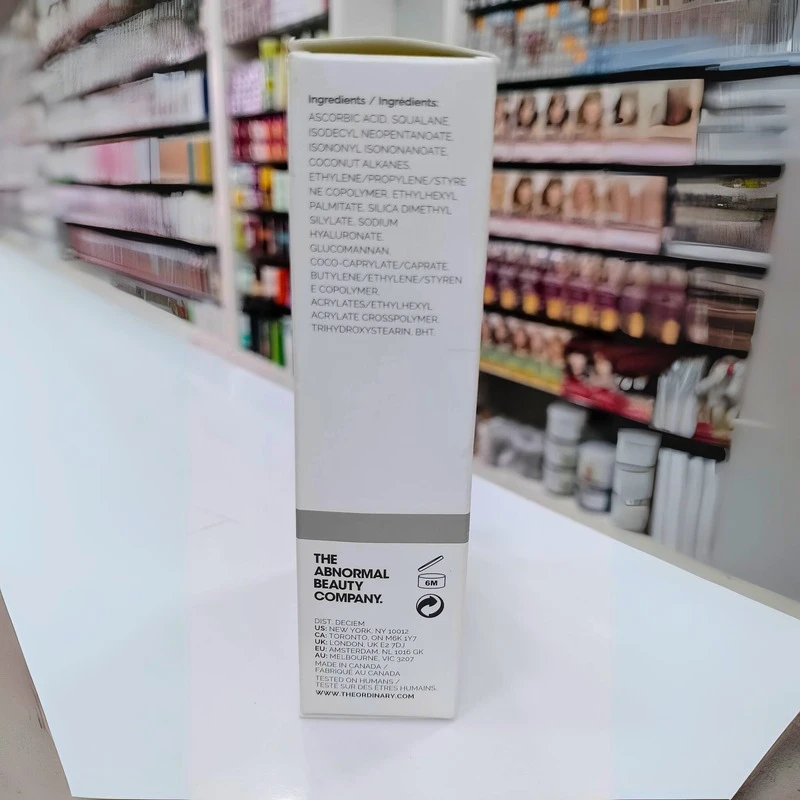 Ingredients / Ingrédients:
ASCORBIC ACID, SQUALANE,
ISODECYL NEOPENTANOATE,
ISONONYL ISONONANOATE,
COCONUT ALKANES,
ETHYLENE/PROPYLENE/STYRE
NE COPOLYMER, ETHYLHEXYL
PALMITATE, SILICA DIMETHYL
SILYLATE, SODIUM
HYALURONATE,
GLUCOMANNAN,
COCO-CAPRYLATE/CAPRATE,
BUTYLENE/ETHYLENE/STYREN
E COPOLYMER,
ACRYLATES/ETHYLHEXYL
ACRYLATE CROSSPOLYMER,
TRIHYDROXYSTEARIN, BHT.
THE
ABNORMAL
BEAUTY
COMPANY.
6M
DIST. DECIEM
US: NEW YORK, NY 10012
CA: TORONTO, ON M6K 1Y7
UK: LONDON, UK E2 7DJ
EU: AMSTERDAM, NL 1016 GK
AU: MELBOURNE, VIC 3207
MADE IN CANADA /
FABRIQUÉ AU CANADA
TESTED ON HUMANS /
TESTÉ SUR DES ÊTRES HUMAINS.
WWW.THEORDINARY.COM